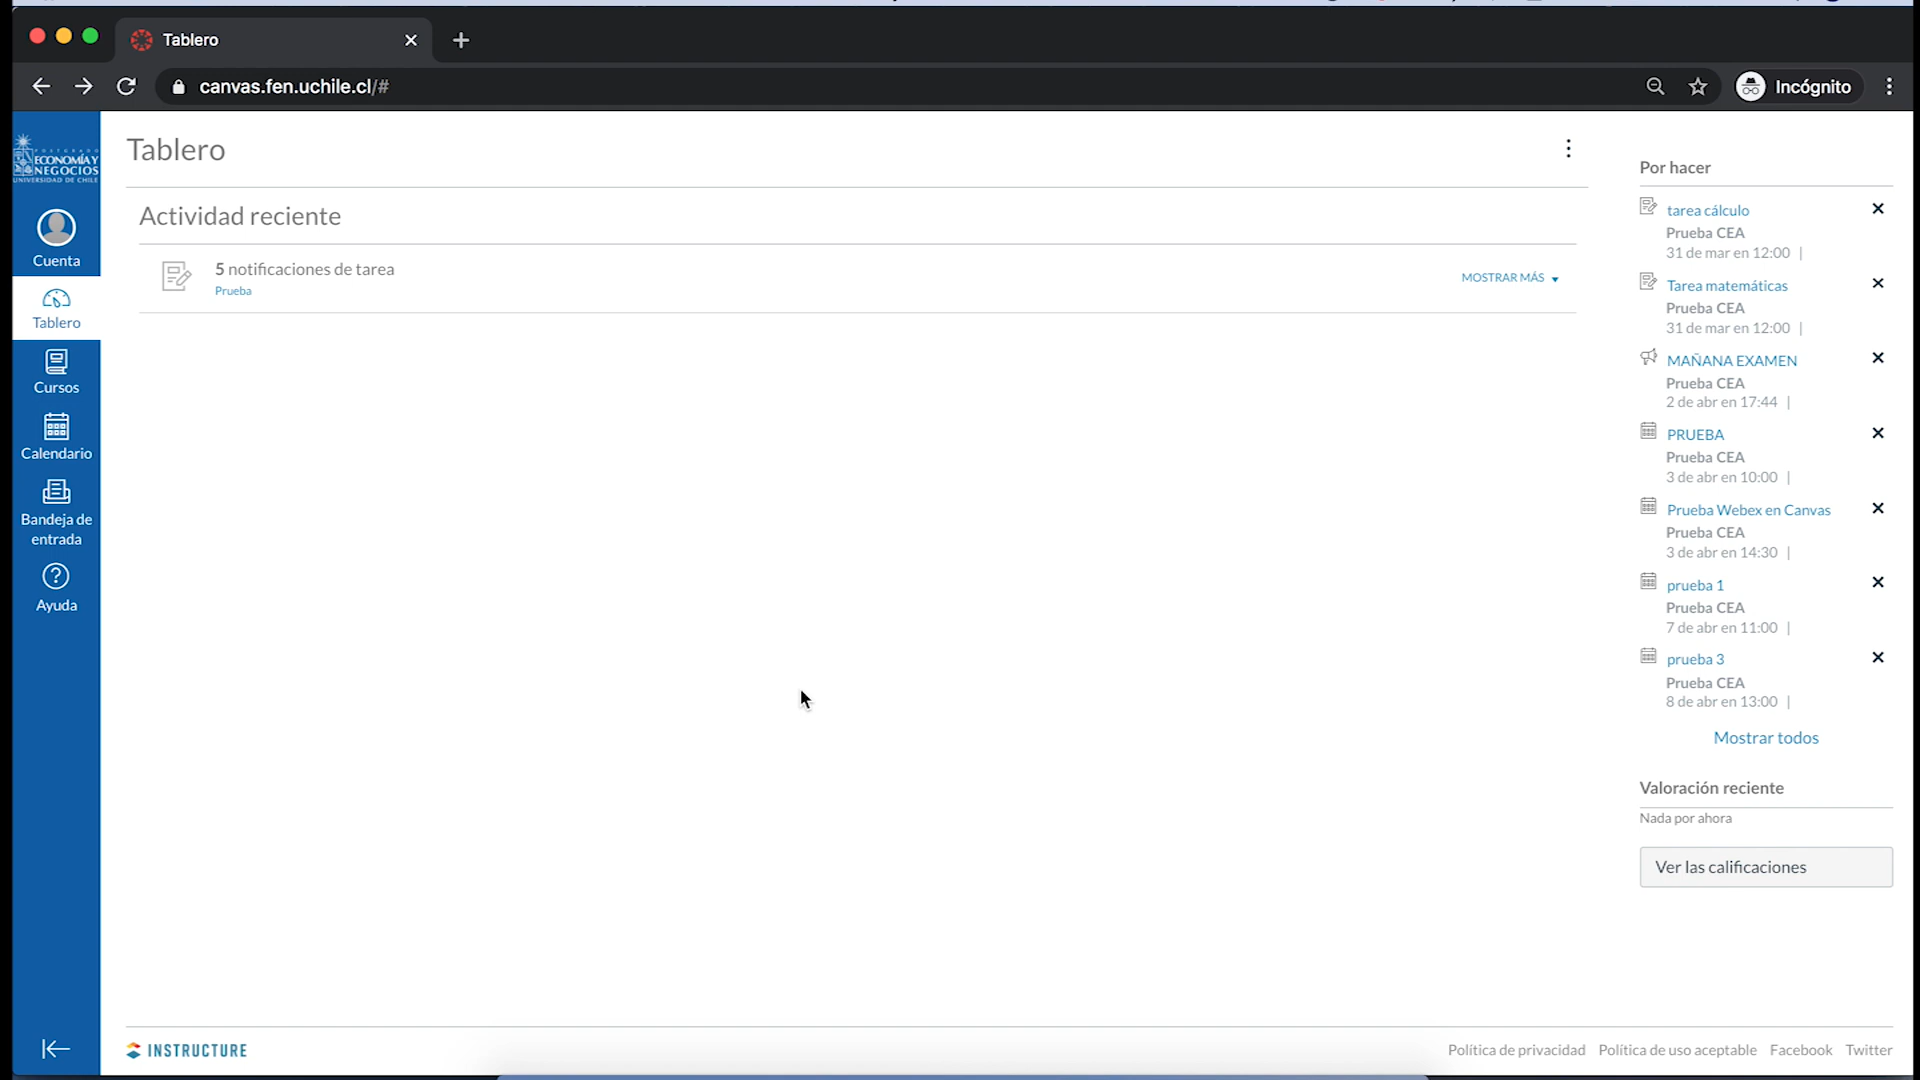 Tablero
canvas.fen.uchile.cl/#
Incógnito
POSTGRADO
ECONOMÍA Y
NEGOCIOS
UNIVERSIDAD DE CHILE
Cuenta
Tablero
Cursos
Calendario
Bandeja de
entrada
Ayuda
Tablero
Actividad reciente
5 notificaciones de tarea
Prueba
MOSTRAR MÁS
Por hacer
tarea cálculo
Prueba CEA
31 de mar en 12:00 |
Tarea matemáticas
Prueba CEA
31 de mar en 12:00 |
MAÑANA EXAMEN
Prueba CEA
2 de abr en 17:44 |
PRUEBA
Prueba CEA
3 de abr en 10:00 |
Prueba Webex en Canvas
Prueba CEA
3 de abr en 14:30 |
prueba 1
Prueba CEA
7 de abr en 11:00 |
prueba 3
Prueba CEA
8 de abr en 13:00 |
Mostrar todos
Valoración reciente
Nada por ahora
Ver las calificaciones
INSTRUCTURE
Política de privacidad Política de uso aceptable Facebook Twitter